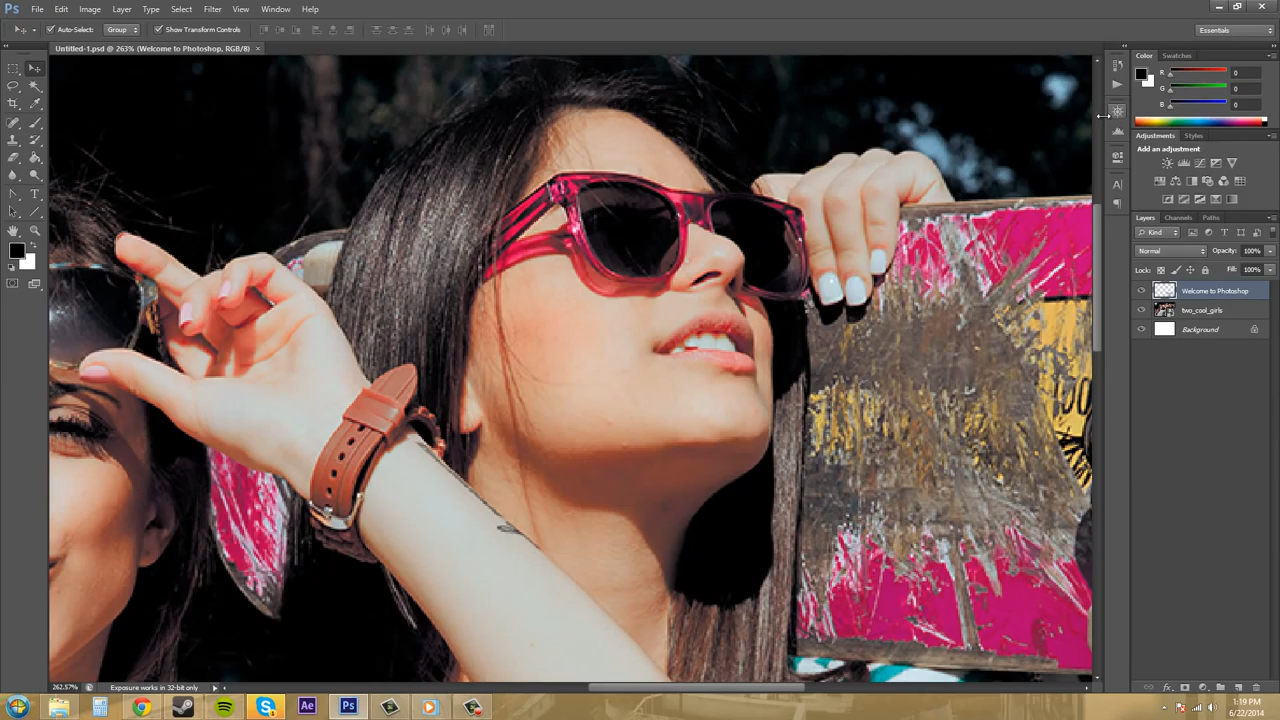 Ps File Edit Image Layer Type Select Filter 3D View Window Help
Auto-Select: Group Show Transform Controls Essentials
Untitled-1.psd @ 263% (Welcome to Photoshop, RGB/8) ×
Color Swatches
R 0
G 0
B 0
Adjustments Styles
Add an adjustment
Layers Channels Paths
Kind
Normal Opacity: 100%
Lock: Fill: 100%
Welcome to Photoshop
two_cool_girls
Background
262.57% Exposure works in 32-bit only
Ae Ps
1:19 PM
6/22/2014